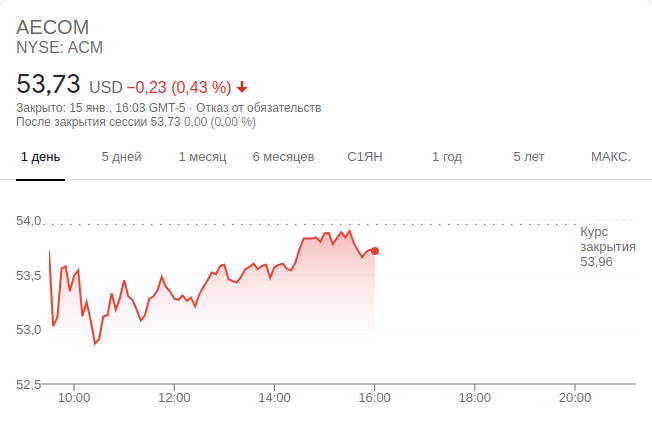 AECOM
NYSE: ACM
53,73 USD −0,23 (0,43 %)
Закрыто: 15 янв., 16:03 GMT-5 · Отказ от обязательств
После закрытия сессии 53,73 0,00 (0,00 %)
1 день 5 дней 1 месяц 6 месяцев С1ЯН 1 год 5 лет МАКС.
54,0
Курс
закрытия
53,96
53,5
53,0
52,5
10:00 12:00 14:00 16:00 18:00 20:00